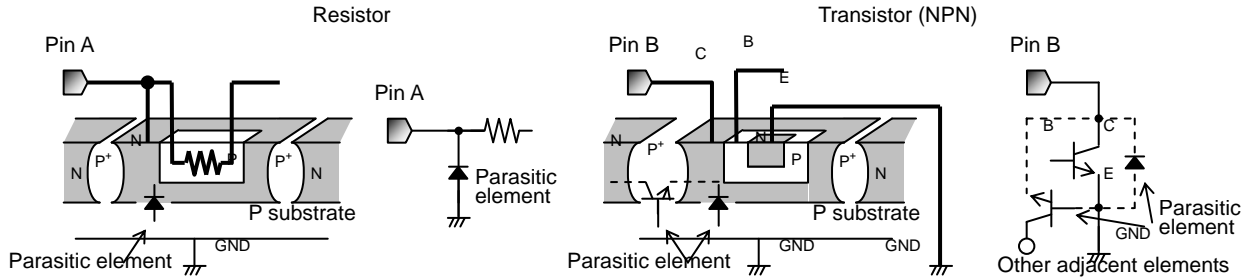 Resistor
Transistor (NPN)
Pin A
Pin B
C
B
E
Pin B
Pin A
N
N
P+
P
P+
N
Parasitic
element
P substrate
GND
Parasitic element
N
N
P+
P
P+
N
P substrate
GND
GND
Parasitic element
B
C
E
GND
Parasitic
element
Other adjacent elements